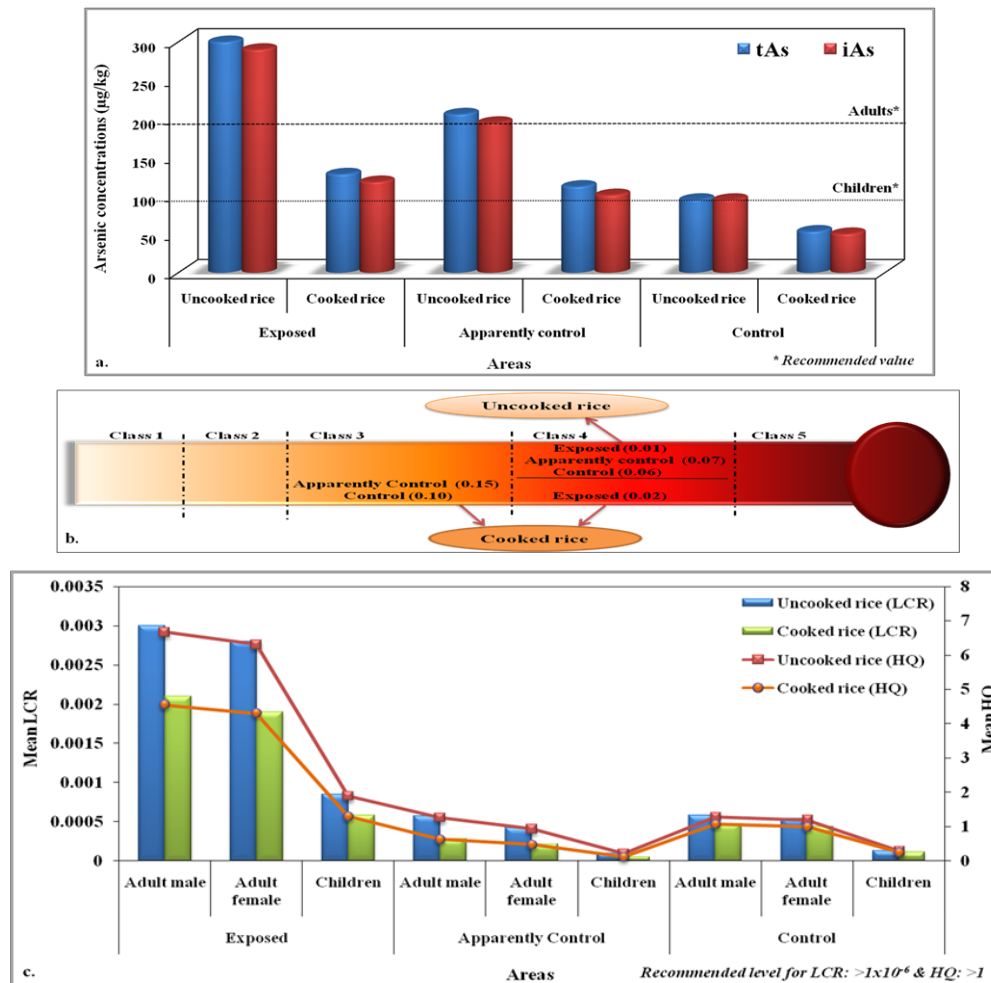 tAs iAs
Arsenic concentrations (µg/kg)
300
250
200
150
100
50
0
Adults*
Children*
Uncooked rice Cooked rice Uncooked rice Cooked rice Uncooked rice Cooked rice
Exposed Apparently control Control
Areas
* Recommended value
a.
Uncooked rice
Class 1 Class 2 Class 3 Class 4 Class 5
Exposed (0.01)
Apparently control (0.07)
Control (0.06)
Apparently Control (0.15)
Control (0.10)
Exposed (0.02)
Cooked rice
b.
Mean LCR
0.0035
0.003
0.0025
0.002
0.0015
0.001
0.0005
0
Uncooked rice (LCR)
Cooked rice (LCR)
Uncooked rice (HQ)
Cooked rice (HQ)
8
7
6
5
4
3
2
1
0
Mean HQ
Adult male Adult female Children Adult male Adult female Children Adult male Adult female Children
Exposed Apparently Control Control
Areas
c.
Recommended level for LCR: >1x10⁻⁶ & HQ: >1